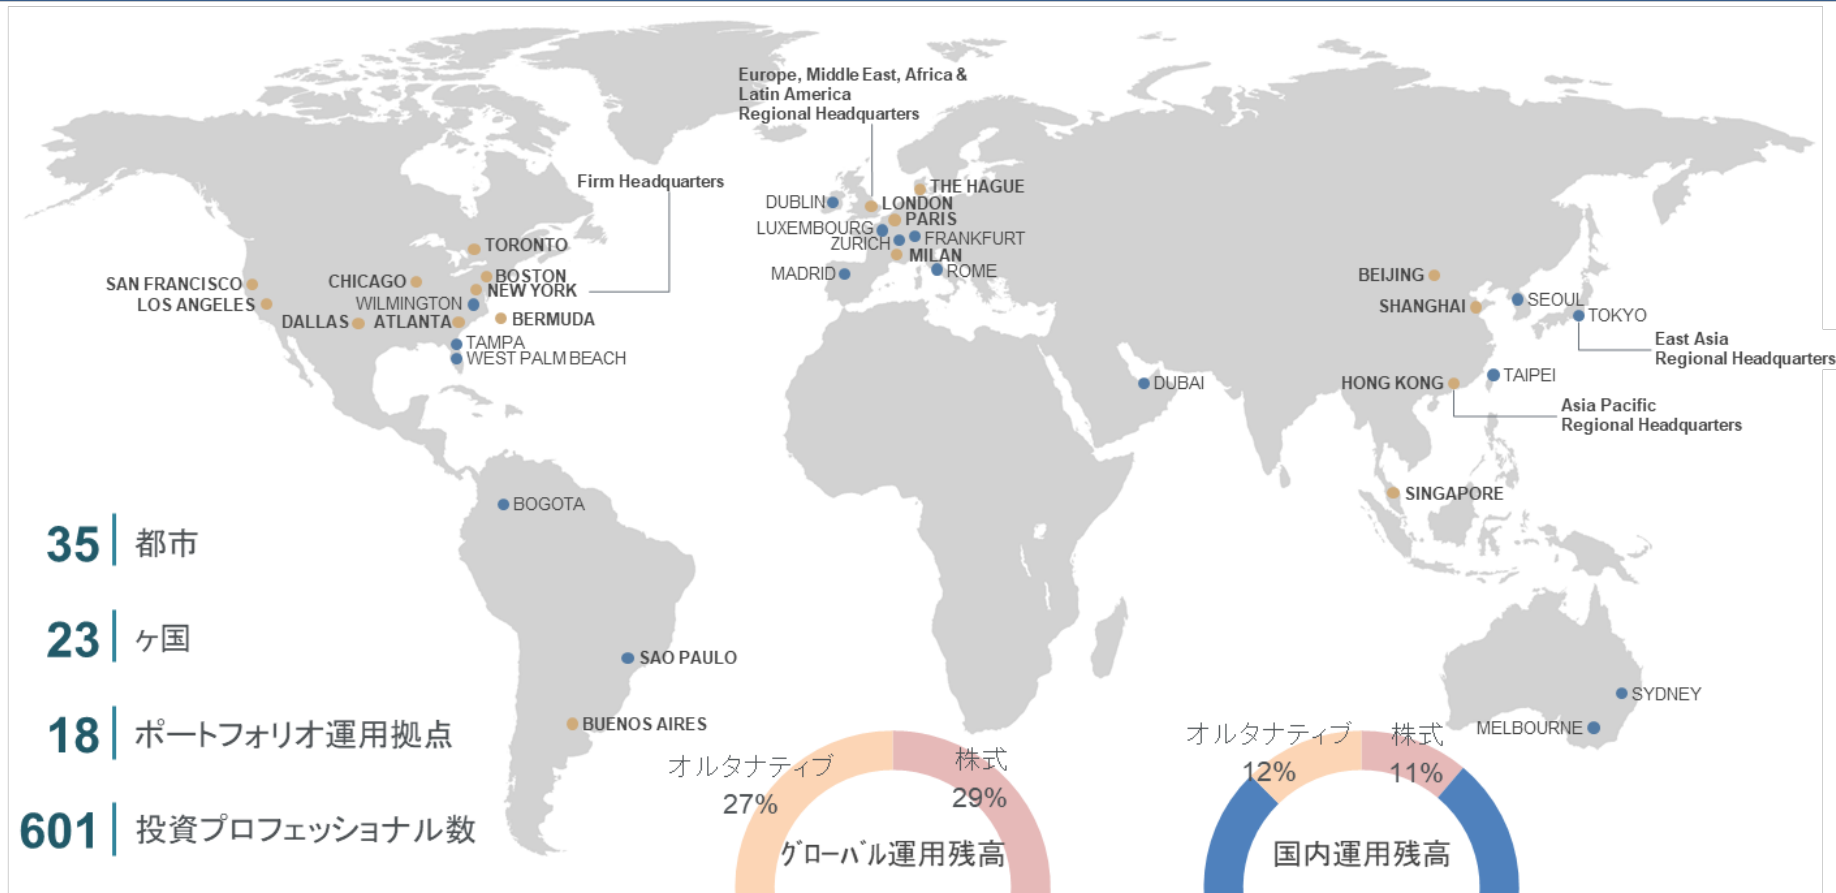 Europe, Middle East, Africa &
Latin America
Regional Headquarters
Firm Headquarters
THE HAGUE
DUBLIN
LONDON
PARIS
LUXEMBOURG
ZURICH
FRANKFURT
MILAN
ROME
MADRID
TORONTO
SAN FRANCISCO
CHICAGO
BOSTON
NEW YORK
LOS ANGELES
WILMINGTON
DALLAS
ATLANTA
BERMUDA
TAMPA
WEST PALM BEACH
BEIJING
SHANGHAI
SEOUL
TOKYO
East Asia
Regional Headquarters
DUBAI
HONG KONG
TAIPEI
Asia Pacific
Regional Headquarters
SINGAPORE
BOGOTA
SAO PAULO
BUENOS AIRES
SYDNEY
MELBOURNE
35 都市
23 ヶ国
18 ポートフォリオ運用拠点
601 投資プロフェッショナル数
オルタナティブ
27%
株式
29%
グローバル運用残高
オルタナティブ
12%
株式
11%
国内運用残高